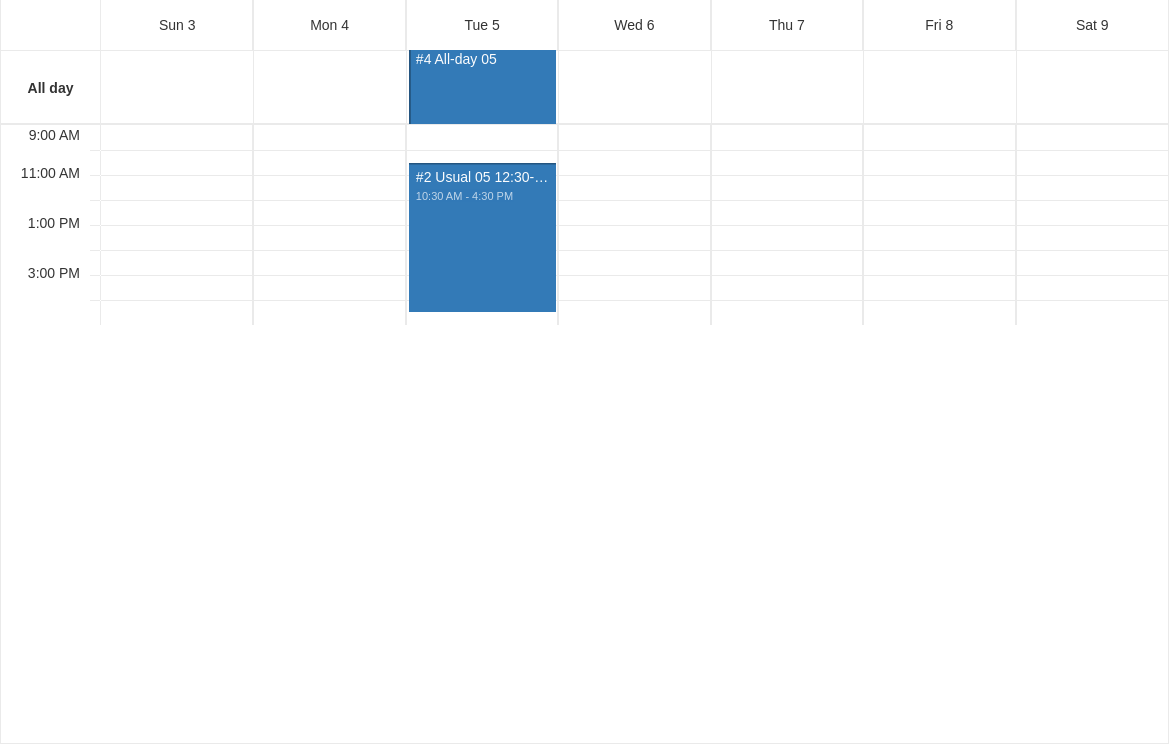 Sun 3
Mon 4
Tue 5
Wed 6
Thu 7
Fri 8
Sat 9
All day
#4 All-day 05
9:00 AM
11:00 AM
#2 Usual 05 12:30-…
10:30 AM - 4:30 PM
1:00 PM
3:00 PM